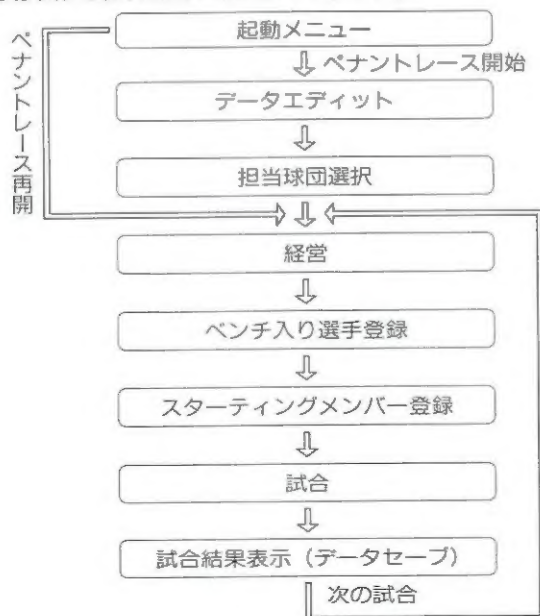 起動メニュー
ペナントレース開始
データエディット
担当球団選択
ペナントレース再開
経営
ベンチ入り選手登録
スターティングメンバー登録
試合
試合結果表示（データセーブ）
次の試合